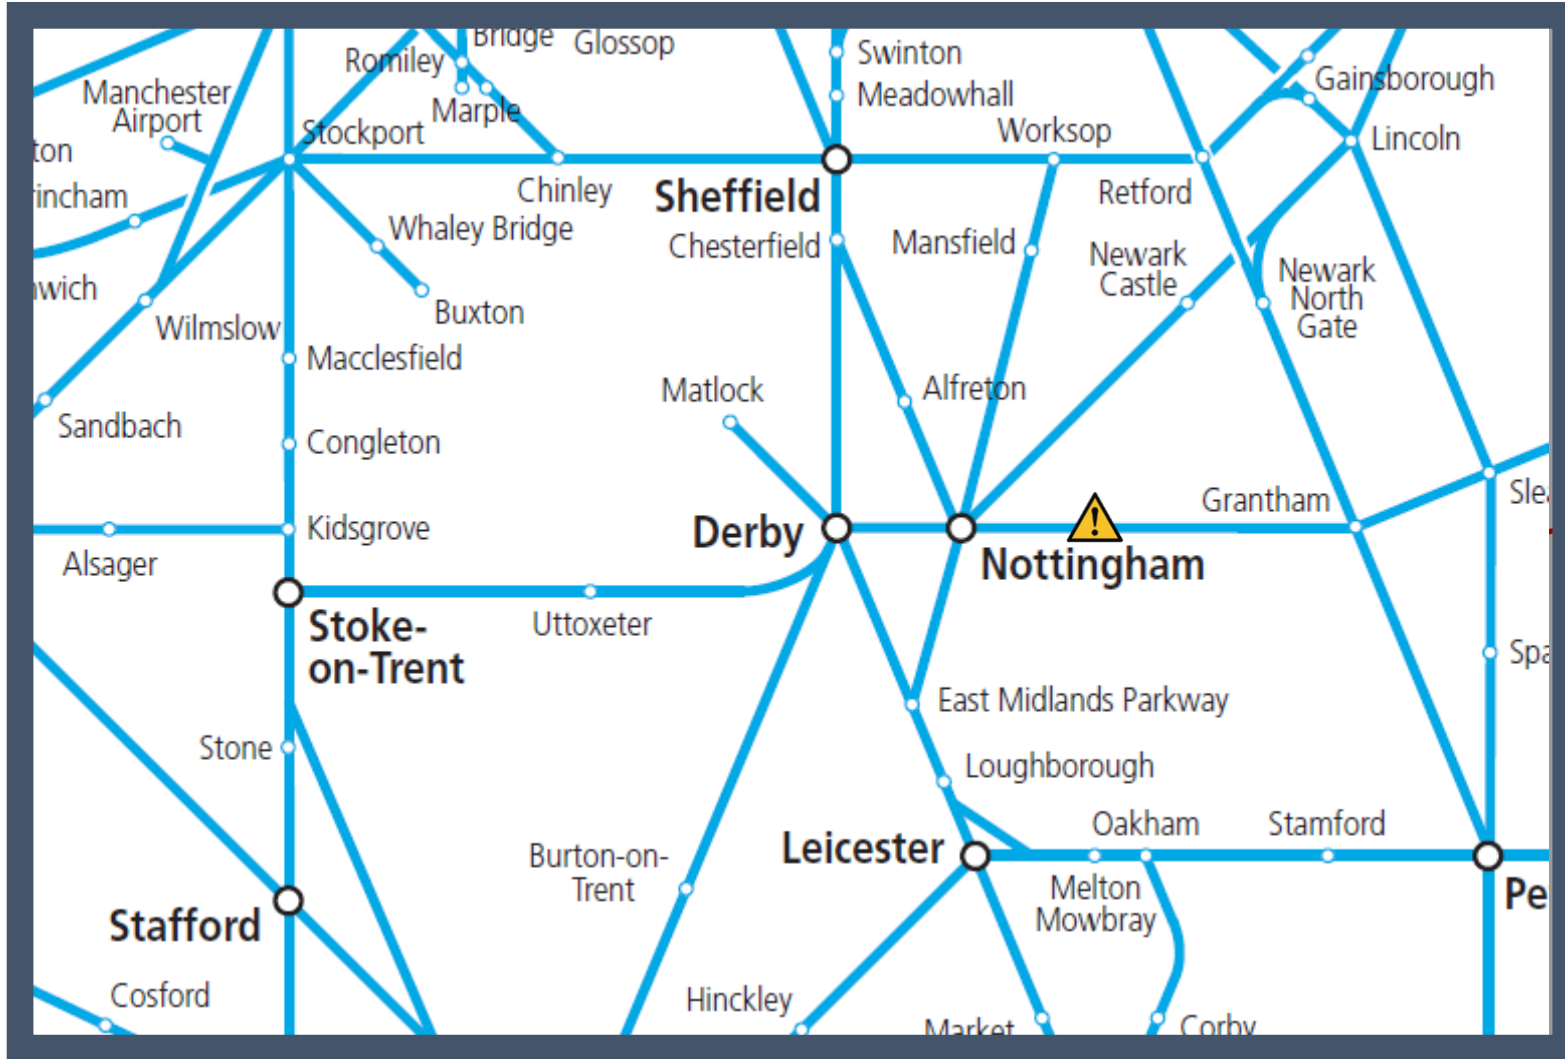 Bridge
Glossop
Swinton
Romiley
Gainsborough
Manchester
Airport
Meadowhall
Marple
Stockport
Worksop
Lincoln
ton
rincham
Chinley
Sheffield
Retford
Whaley Bridge
Chesterfield
Mansfield
Newark
Castle
Newark
North
Gate
wich
Buxton
Wilmslow
Macclesfield
Matlock
Alfreton
Sandbach
Congleton
Grantham
Sle
Kidsgrove
Derby
!
Alsager
Nottingham
Stoke-
on-Trent
Uttoxeter
Spa
East Midlands Parkway
Stone
Loughborough
Oakham
Stamford
Leicester
Burton-on-
Trent
Melton
Mowbray
Pe
Stafford
Cosford
Hinckley
Market
Corby